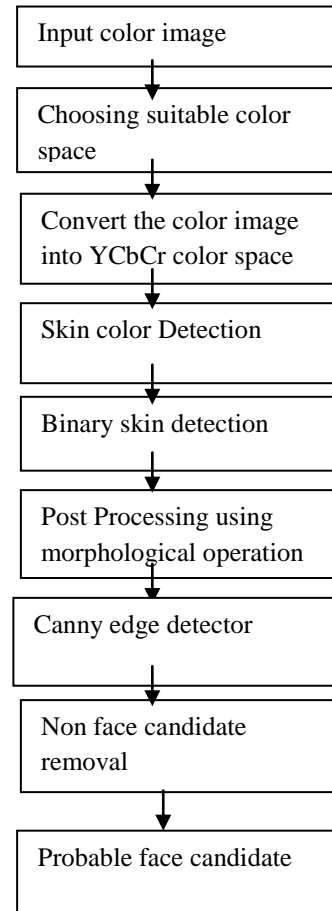 Input color image
Choosing suitable color
space
Convert the color image
into YCbCr color space
Skin color Detection
Binary skin detection
Post Processing using
morphological operation
Canny edge detector
Non face candidate
removal
Probable face candidate